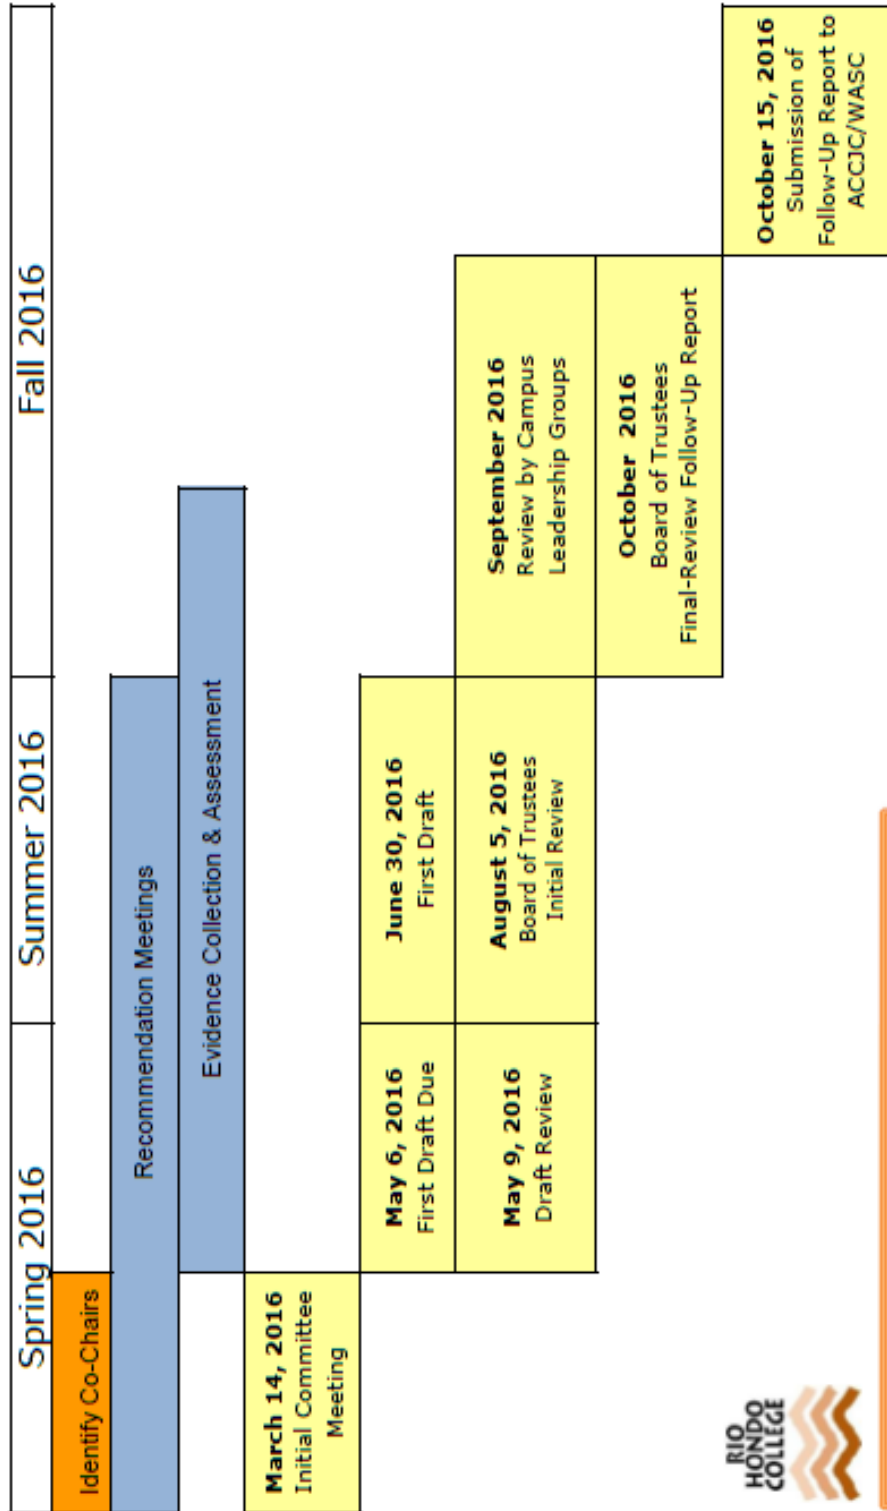 Spring 2016
Summer 2016
Fall 2016
Identify Co-Chairs
Recommendation Meetings
Evidence Collection & Assessment
March 14, 2016
Initial Committee
Meeting
May 6, 2016
First Draft Due
June 30, 2016
First Draft
May 9, 2016
Draft Review
August 5, 2016
Board of Trustees
Initial Review
September 2016
Review by Campus
Leadership Groups
October 2016
Board of Trustees
Final-Review Follow-Up Report
October 15, 2016
Submission of
Follow-Up Report to
ACCJC/WASC
RIO
HONDO
COLLEGE